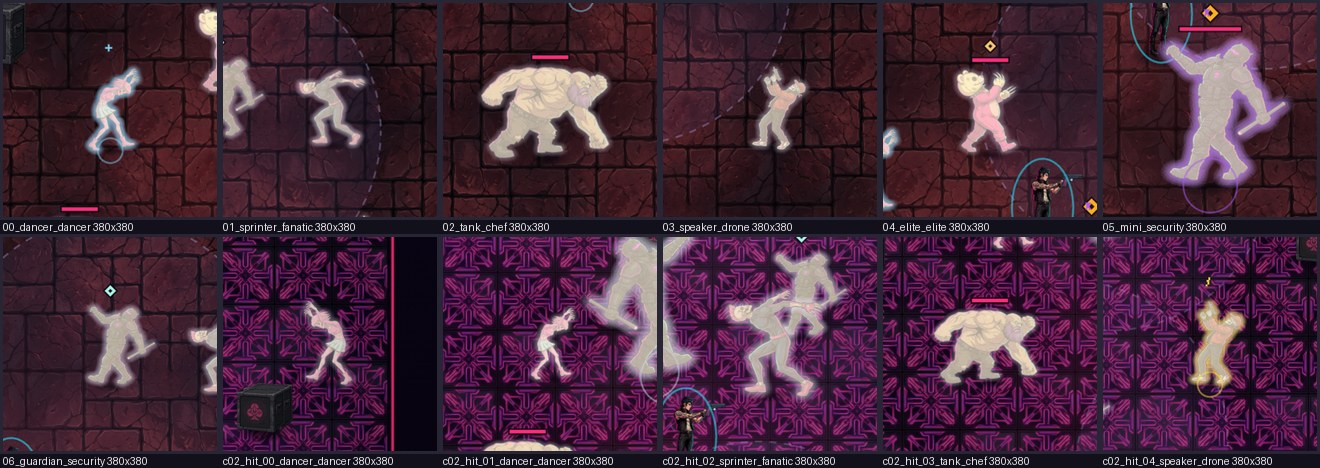 00_dancer_dancer 380x380
01_sprinter_fanatic 380x380
02_tank_chef 380x380
03_speaker_drone 380x380
04_elite_elite 380x380
05_mini_security 380x380
06_guardian_security 380x380
c02_hit_00_dancer_dancer 380x380
c02_hit_01_dancer_dancer 380x380
c02_hit_02_sprinter_fanatic 380x380
c02_hit_03_tank_chef 380x380
c02_hit_04_speaker_drone 380x380